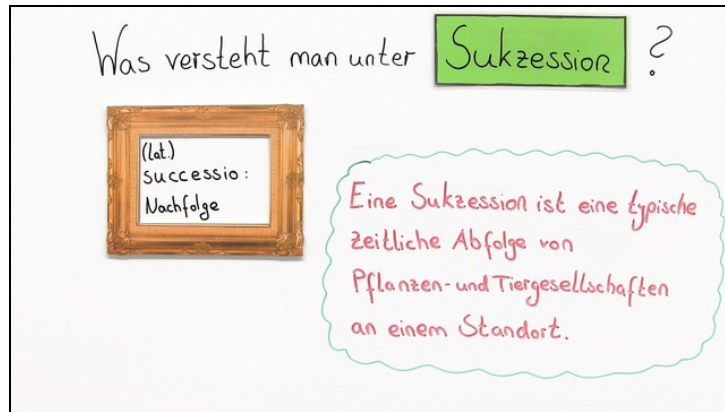 Was versteht man unter Sukzession ?
(lat.)
successio :
Nachfolge
Eine Sukzession ist eine typische
zeitliche Abfolge von
Pflanzen- und Tiergesellschaften
an einem Standort.